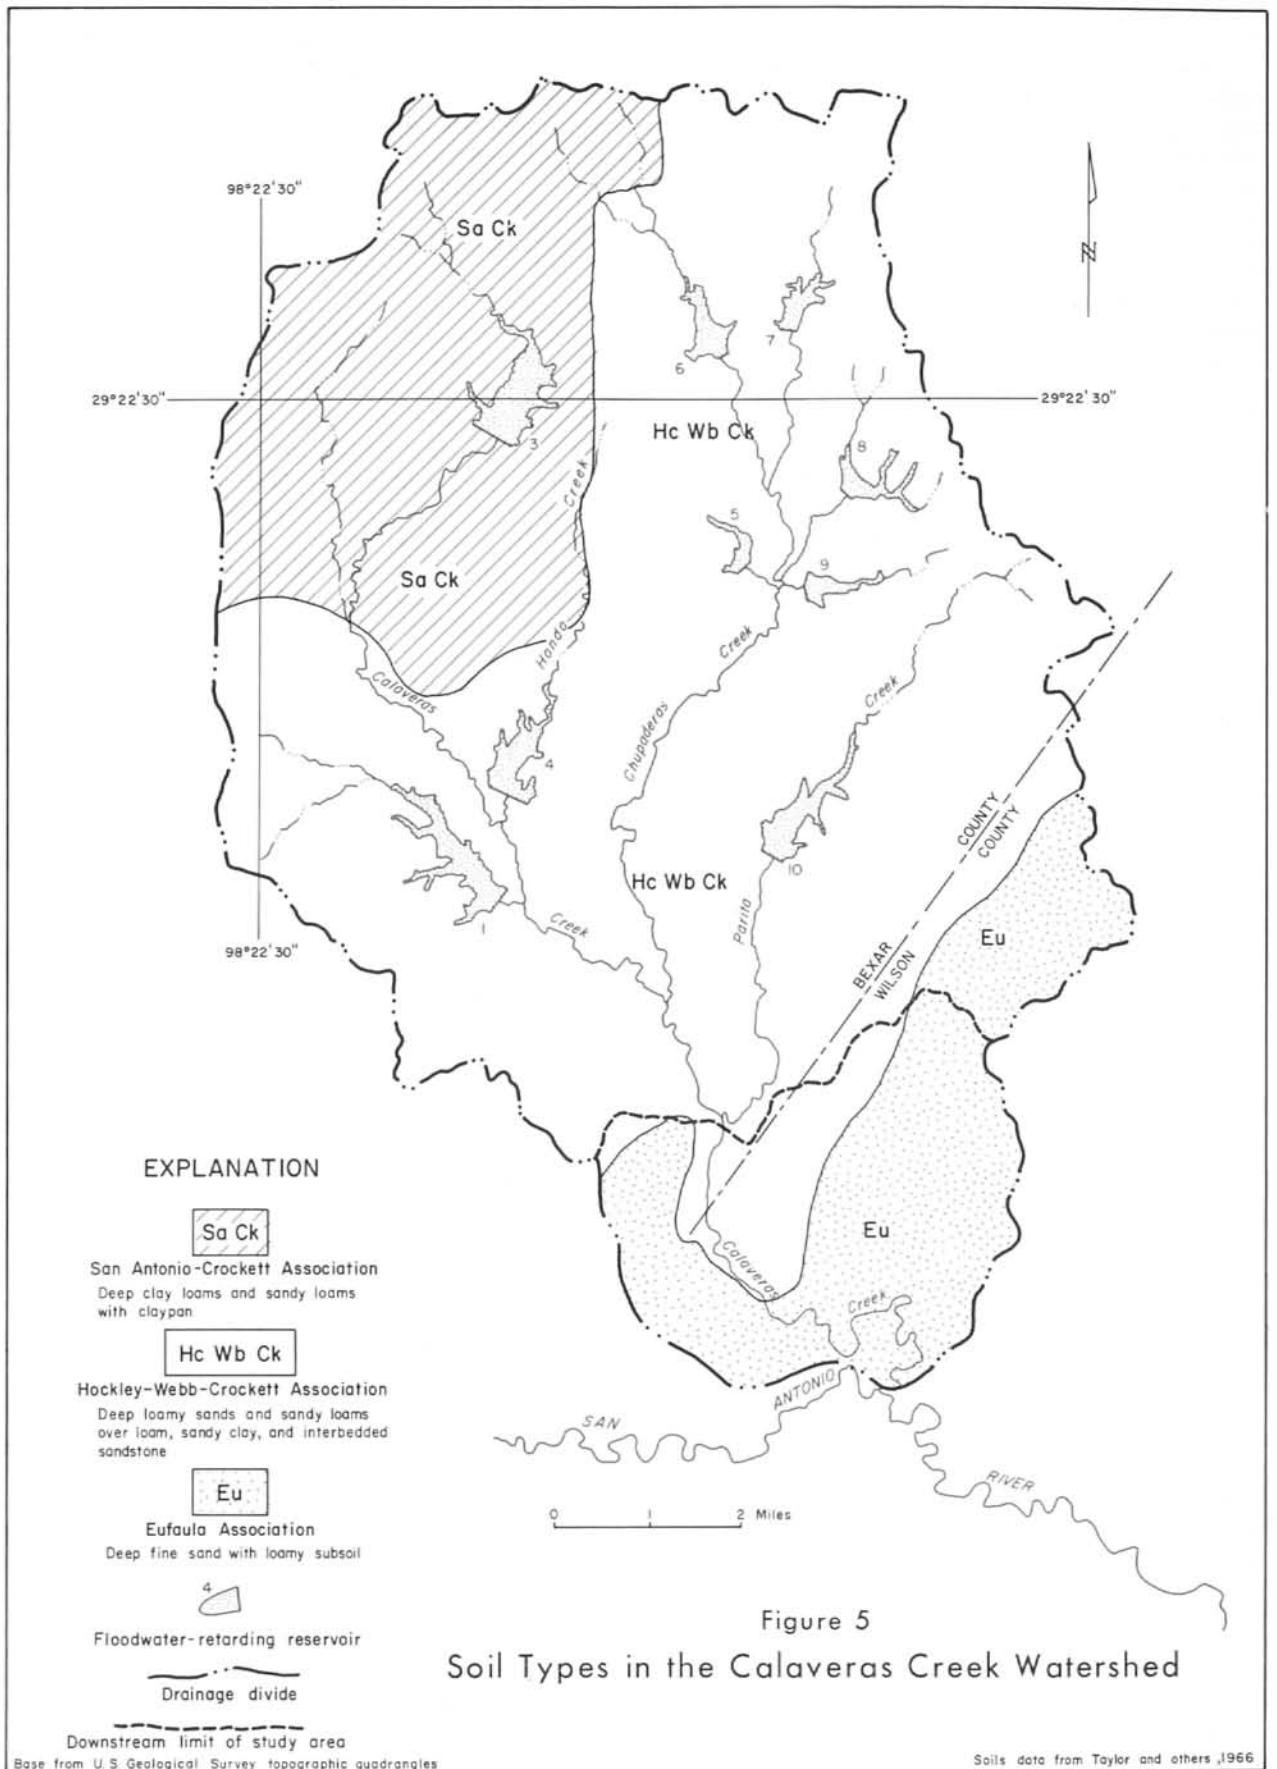 98°22'30"
Sa Ck
N
7
6
29°22'30"
29°22'30"
Hc Wb Ck
3
8
Creek
5
9
Sa Ck
Hondo
Creek
Calaveras
Creek
Chupaderas
4
COUNTY
COUNTY
10
Hc Wb Ck
Parita
1
Creek
Eu
98°22'30"
BEXAR
WILSON
EXPLANATION
Sa Ck
San Antonio-Crockett Association
Deep clay loams and sandy loams
with claypan
Eu
Calaveras
Creek
Hc Wb Ck
Hockley-Webb-Crockett Association
Deep loamy sands and sandy loams
over loam, sandy clay, and interbedded
sandstone
SAN
ANTONIO
RIVER
Eu
Eufaula Association
Deep fine sand with loamy subsoil
0 1 2 Miles
4
Floodwater-retarding reservoir
Drainage divide
Downstream limit of study area
Figure 5
Soil Types in the Calaveras Creek Watershed
Base from U.S. Geological Survey topographic quadrangles
Soils data from Taylor and others ,1966